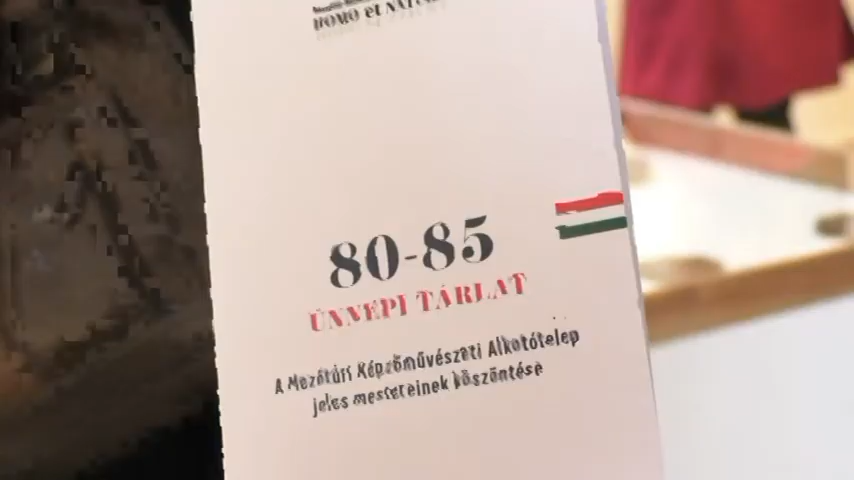 HOMO et NATURA
80-85
ÜNNEPI TÁRLAT
A Mezőtúri Képzőművészeti Alkotótelep
jeles mestereinek köszöntése